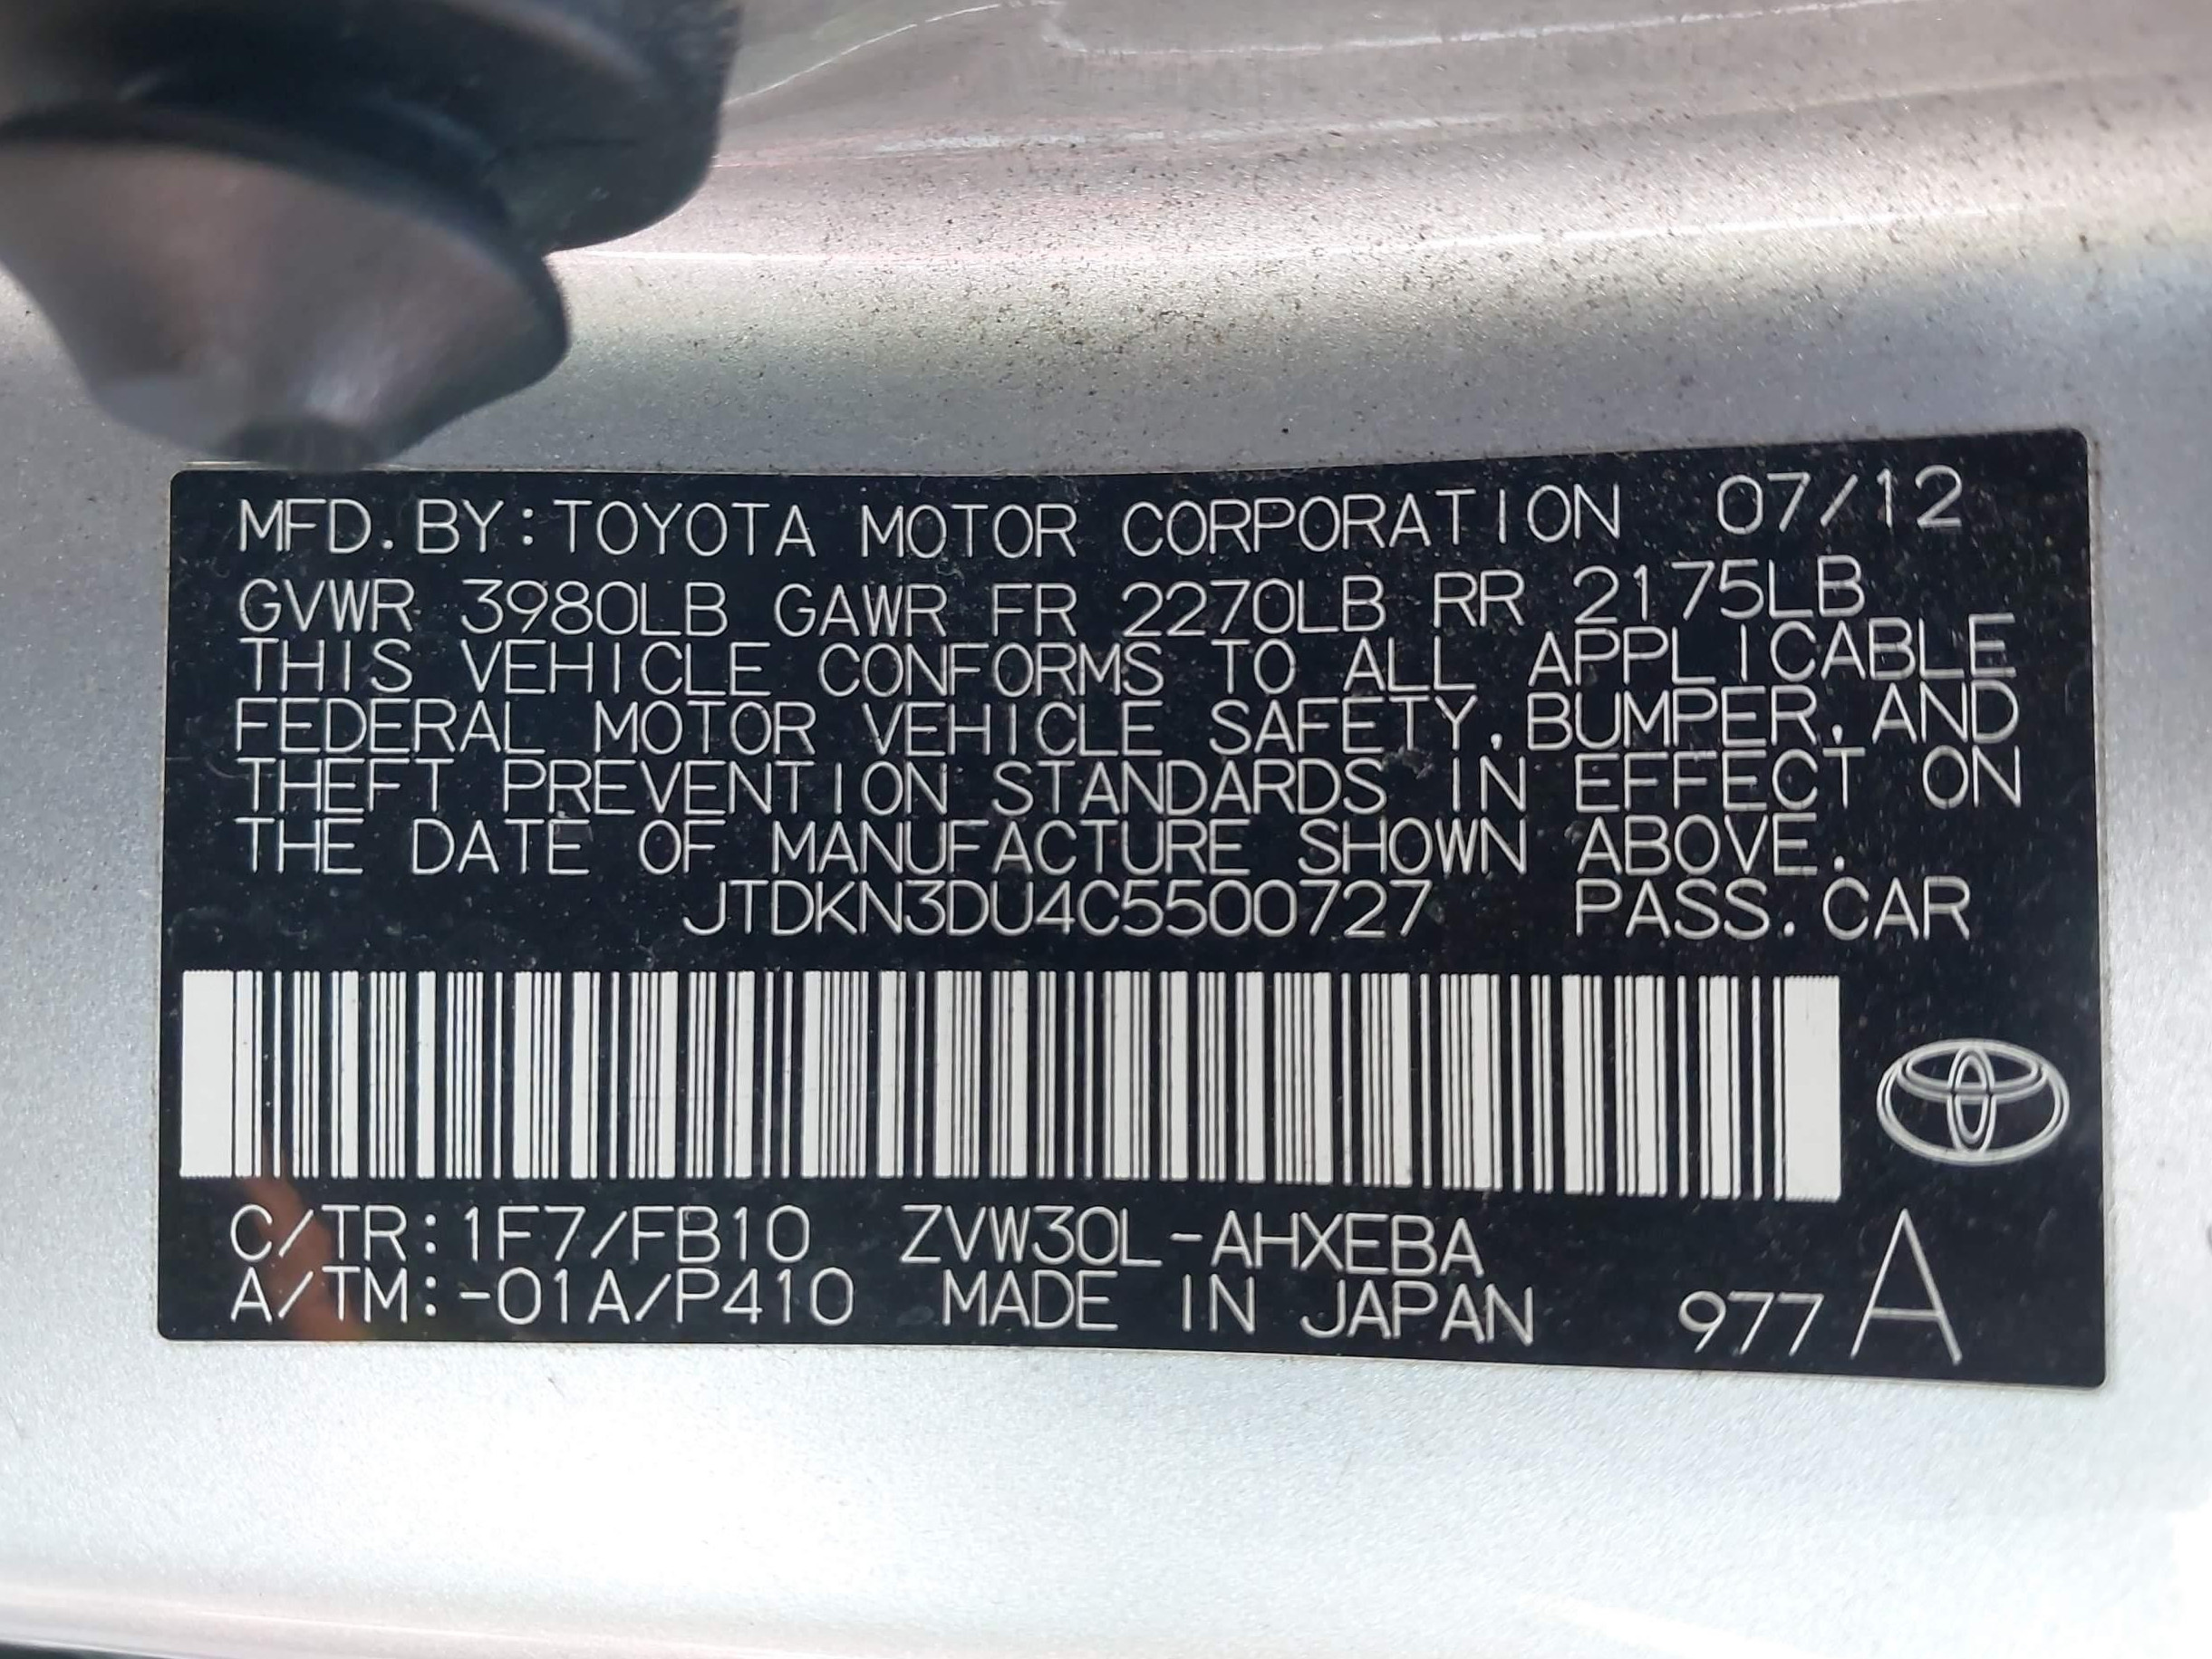 MFD. BY:TOYOTA MOTOR CORPORATION 07/12
GVWR 3980LB GAWR FR 2270LB RR 2175LB
THIS VEHICLE CONFORMS TO ALL APPLICABLE
FEDERAL MOTOR VEHICLE SAFETY, BUMPER, AND
THEFT PREVENTION STANDARDS IN EFFECT ON
THE DATE OF MANUFACTURE SHOWN ABOVE.
JTDKN3DU4C5500727 PASS. CAR
C/TR:1F7/FB10 ZVW30L-AHXEBA
A/TM:-01A/P410 MADE IN JAPAN 977 A